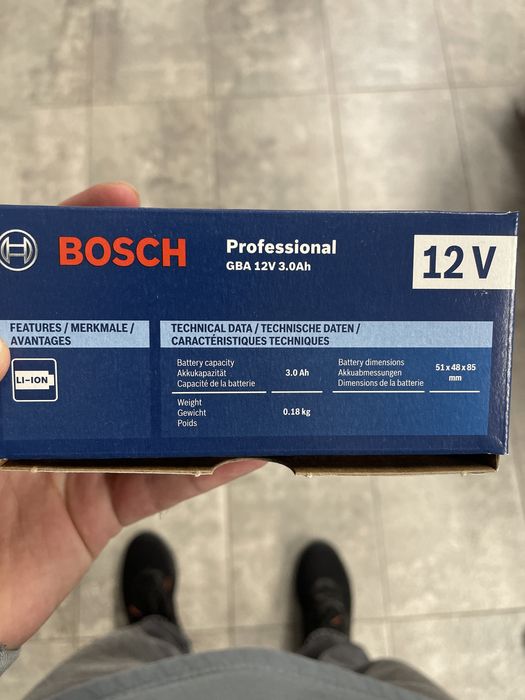 BOSCH
Professional
GBA 12V 3.0Ah
12 V
FEATURES / MERKMALE /
AVANTAGES
LI-ION
TECHNICAL DATA / TECHNISCHE DATEN /
CARACTÉRISTIQUES TECHNIQUES
Battery capacity
Akkukapazität
Capacité de la batterie
3.0 Ah
Battery dimensions
Akkuabmessungen
Dimensions de la batterie
51 x 48 x 85
mm
Weight
Gewicht
Poids
0.18 kg